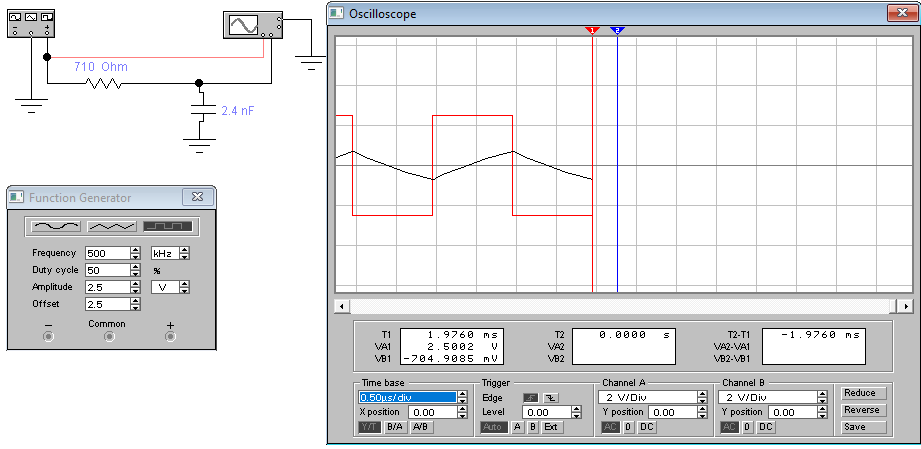 Oscilloscope
1 2
710 Ohm
2.4 nF
Function Generator
Frequency 500 kHz
Duty cycle 50 %
Amplitude 2.5 V
Offset 2.5
− Common +
T1 1.9760 ms T2 0.0000 s T2-T1 -1.9760 ms
VA1 2.5002 V VA2 VA2-VA1
VB1 -704.9085 mV VB2 VB2-VB1
Time base Trigger Channel A Channel B
0.50µs/div Edge 2 V/Div 2 V/Div Reduce
X position 0.00 Level 0.00 Y position 0.00 Y position 0.00 Reverse
Y/T B/A A/B Auto A B Ext AC 0 DC AC 0 DC Save